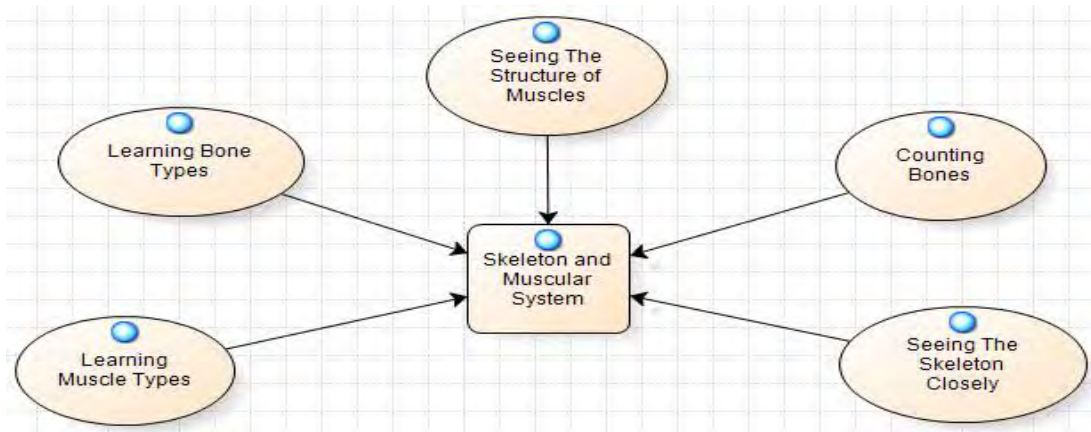 Seeing The
Structure of
Muscles
Learning Bone
Types
Counting
Bones
Skeleton and
Muscular
System
Learning
Muscle Types
Seeing The
Skeleton
Closely